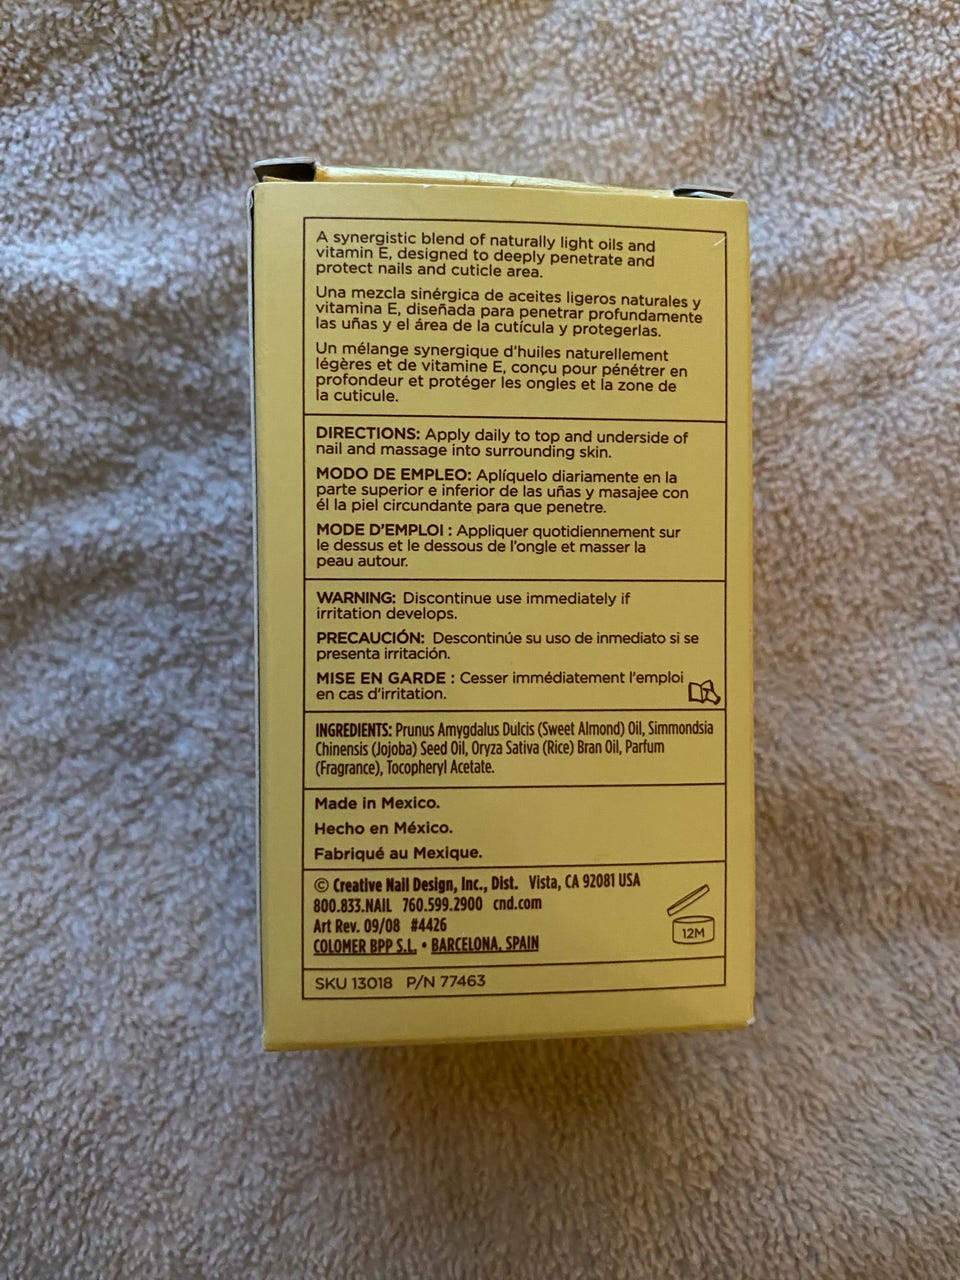 A synergistic blend of naturally light oils and
vitamin E, designed to deeply penetrate and
protect nails and cuticle area.
Una mezcla sinérgica de aceites ligeros naturales y
vitamina E, diseñada para penetrar profundamente
las uñas y el área de la cutícula y protegerlas.
Un mélange synergique d'huiles naturellement
légères et de vitamine E, conçu pour pénétrer en
profondeur et protéger les ongles et la zone de
la cuticule.
DIRECTIONS: Apply daily to top and underside of
nail and massage into surrounding skin.
MODO DE EMPLEO: Aplíquelo diariamente en la
parte superior e inferior de las uñas y masajee con
él la piel circundante para que penetre.
MODE D'EMPLOI : Appliquer quotidiennement sur
le dessus et le dessous de l'ongle et masser la
peau autour.
WARNING: Discontinue use immediately if
irritation develops.
PRECAUCIÓN: Descontinúe su uso de inmediato si se
presenta irritación.
MISE EN GARDE : Cesser immédiatement l'emploi
en cas d'irritation.
INGREDIENTS: Prunus Amygdalus Dulcis (Sweet Almond) Oil, Simmondsia
Chinensis (Jojoba) Seed Oil, Oryza Sativa (Rice) Bran Oil, Parfum
(Fragrance), Tocopheryl Acetate.
Made in Mexico.
Hecho en México.
Fabriqué au Mexique.
© Creative Nail Design, Inc., Dist. Vista, CA 92081 USA
800.833.NAIL 760.599.2900 cnd.com
Art Rev. 09/08 #4426
COLOMER BPP S.L. • BARCELONA, SPAIN
12M
SKU 13018 P/N 77463